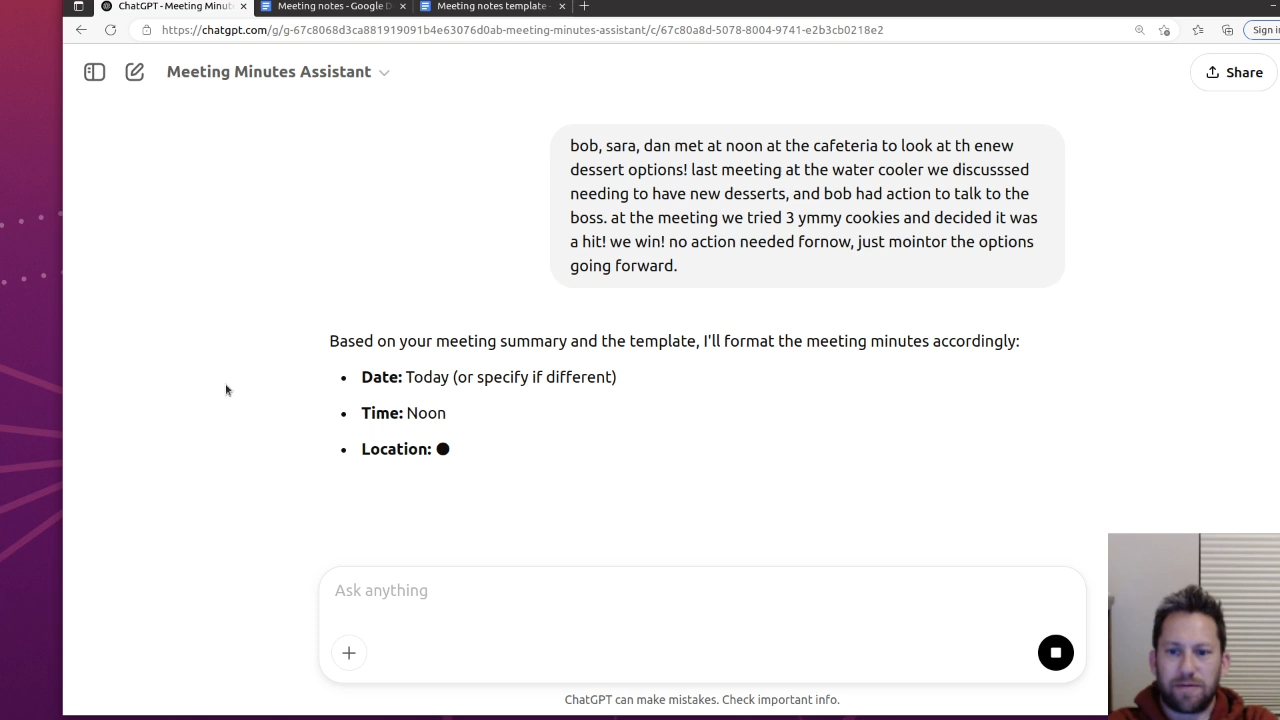 ChatGPT - Meeting Minut
Meeting notes - Google D
Meeting notes template -
https://chatgpt.com/g/g-67c8068d3ca881919091b4e63076d0ab-meeting-minutes-assistant/c/67c80a8d-5078-8004-9741-e2b3cb0218e2
Sign in
Meeting Minutes Assistant
Share
bob, sara, dan met at noon at the cafeteria to look at th enew
dessert options! last meeting at the water cooler we discusssed
needing to have new desserts, and bob had action to talk to the
boss. at the meeting we tried 3 ymmy cookies and decided it was
a hit! we win! no action needed fornow, just mointor the options
going forward.
Based on your meeting summary and the template, I'll format the meeting minutes accordingly:
• Date: Today (or specify if different)
• Time: Noon
• Location:
Ask anything
ChatGPT can make mistakes. Check important info.